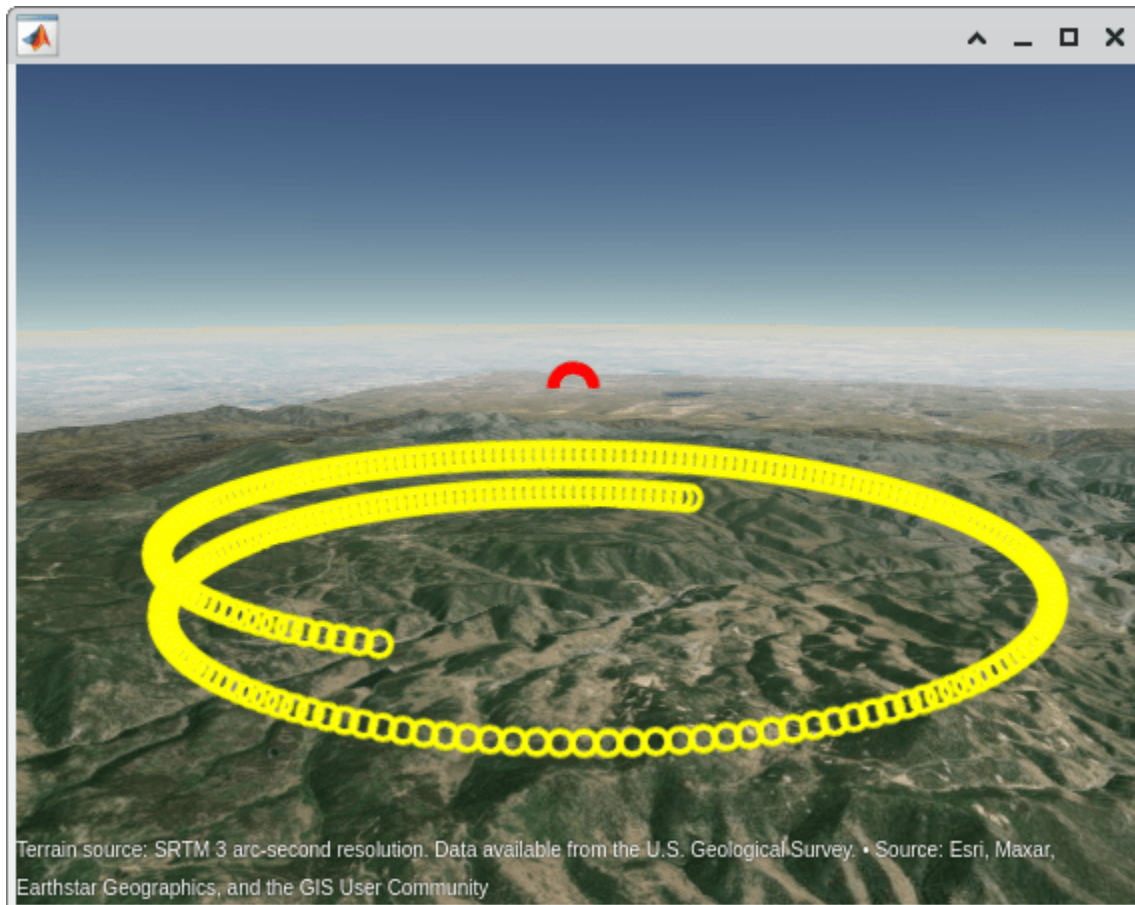 Terrain source: SRTM 3 arc-second resolution. Data available from the U.S. Geological Survey. • Source: Esri, Maxar,
Earthstar Geographics, and the GIS User Community